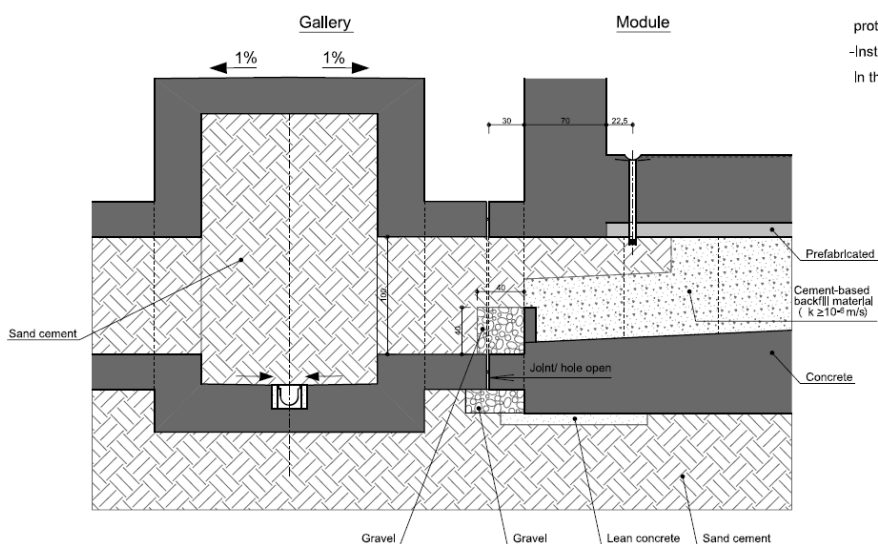 Gallery
Module
prot
-Inst
In th
1%
1%
30
70
22,5
Prefabricated
Cement-based
backfill material
( k ≥10⁻⁶ m/s)
100
40
Sand cement
Joint/ hole open
Concrete
Gravel
Gravel
Lean concrete
Sand cement